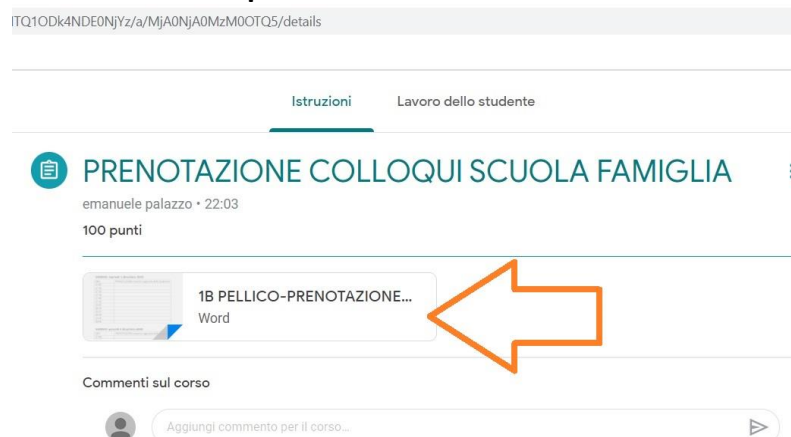 TQ1ODk4NDE0NjYz/a/MjA0NjA0MzM0OTQ5/details
Istruzioni Lavoro dello studente
PRENOTAZIONE COLLOQUI SCUOLA FAMIGLIA
emanuele palazzo • 22:03
100 punti
1B PELLICO-PRENOTAZIONE...
Word
Commenti sul corso
Aggiungi commento per il corso...